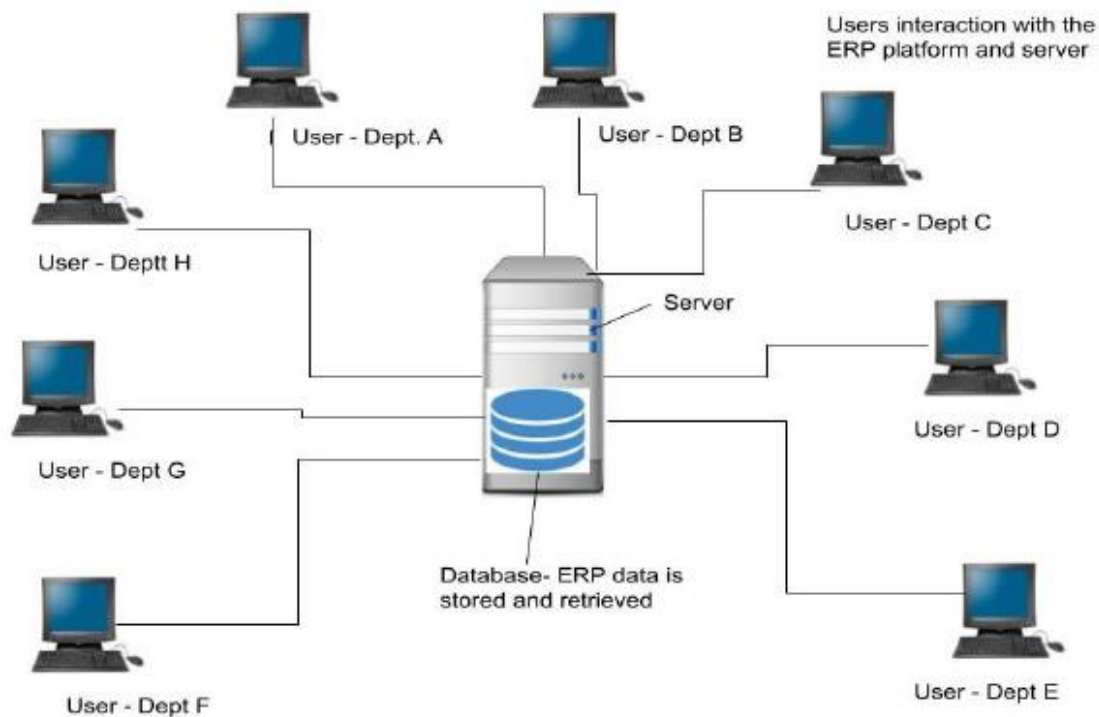 Users interaction with the
ERP platform and server
User - Dept. A
User - Dept B
User - Dept C
User - Deptt H
Server
User - Dept D
User - Dept G
Database- ERP data is
stored and retrieved
User - Dept E
User - Dept F